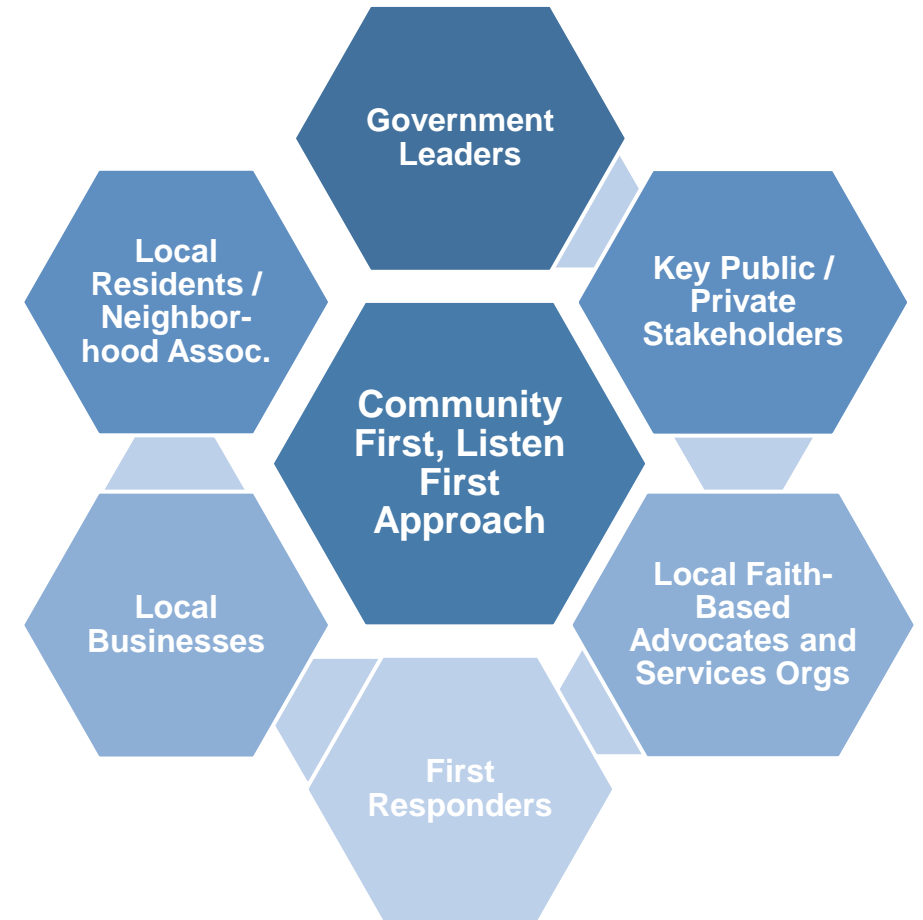 Government
Leaders
Local
Residents /
Neighbor-
hood Assoc.
Key Public /
Private
Stakeholders
Community
First, Listen
First
Approach
Local
Businesses
Local Faith-
Based
Advocates and
Services Orgs
First
Responders